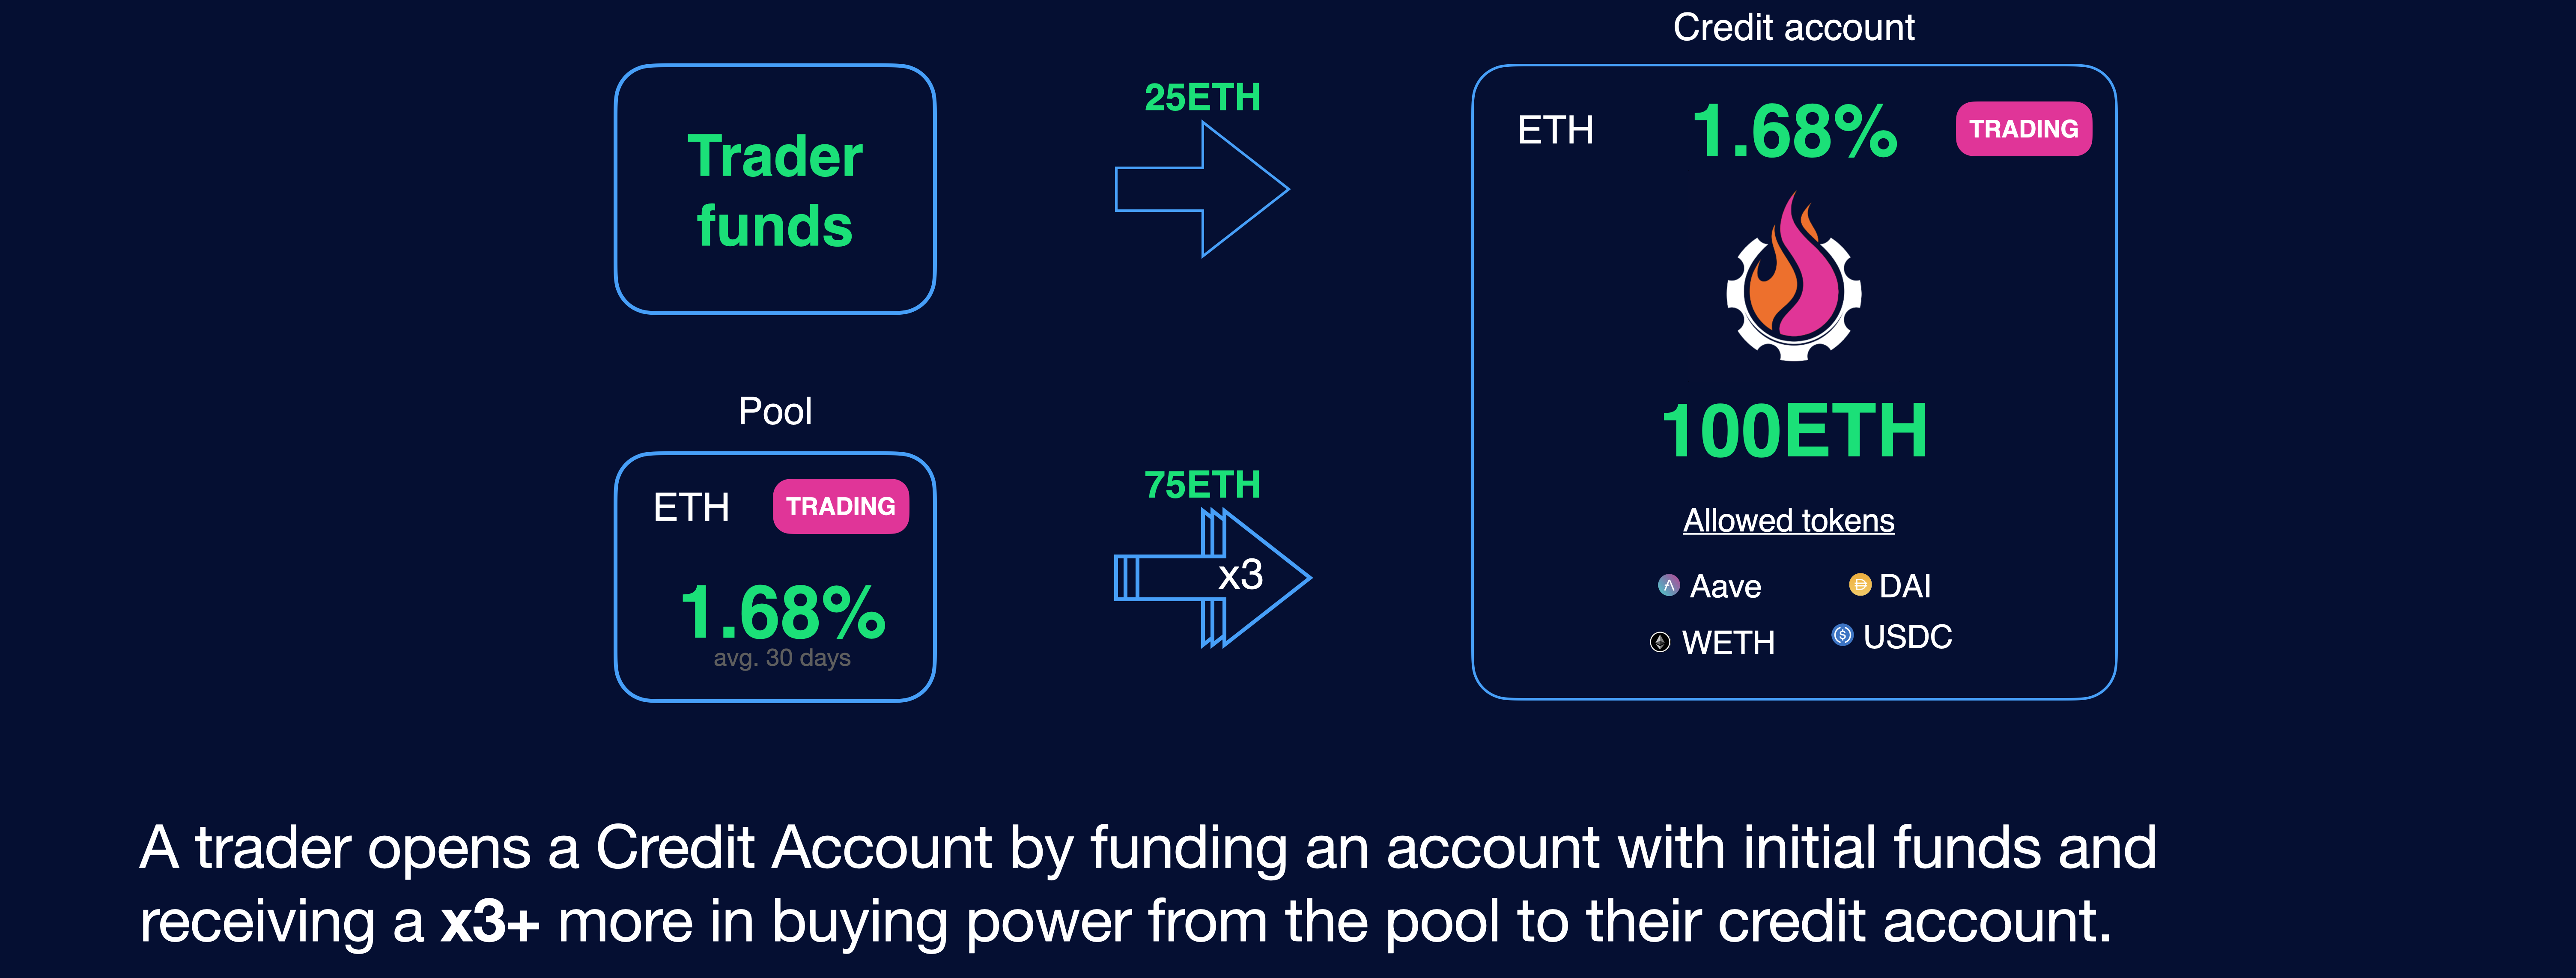 Credit account
Trader
funds
25ETH
ETH 1.68% TRADING
100ETH
Pool
ETH TRADING
1.68%
avg. 30 days
75ETH
x3
Allowed tokens
Aave DAI
WETH USDC
A trader opens a Credit Account by funding an account with initial funds and
receiving a x3+ more in buying power from the pool to their credit account.